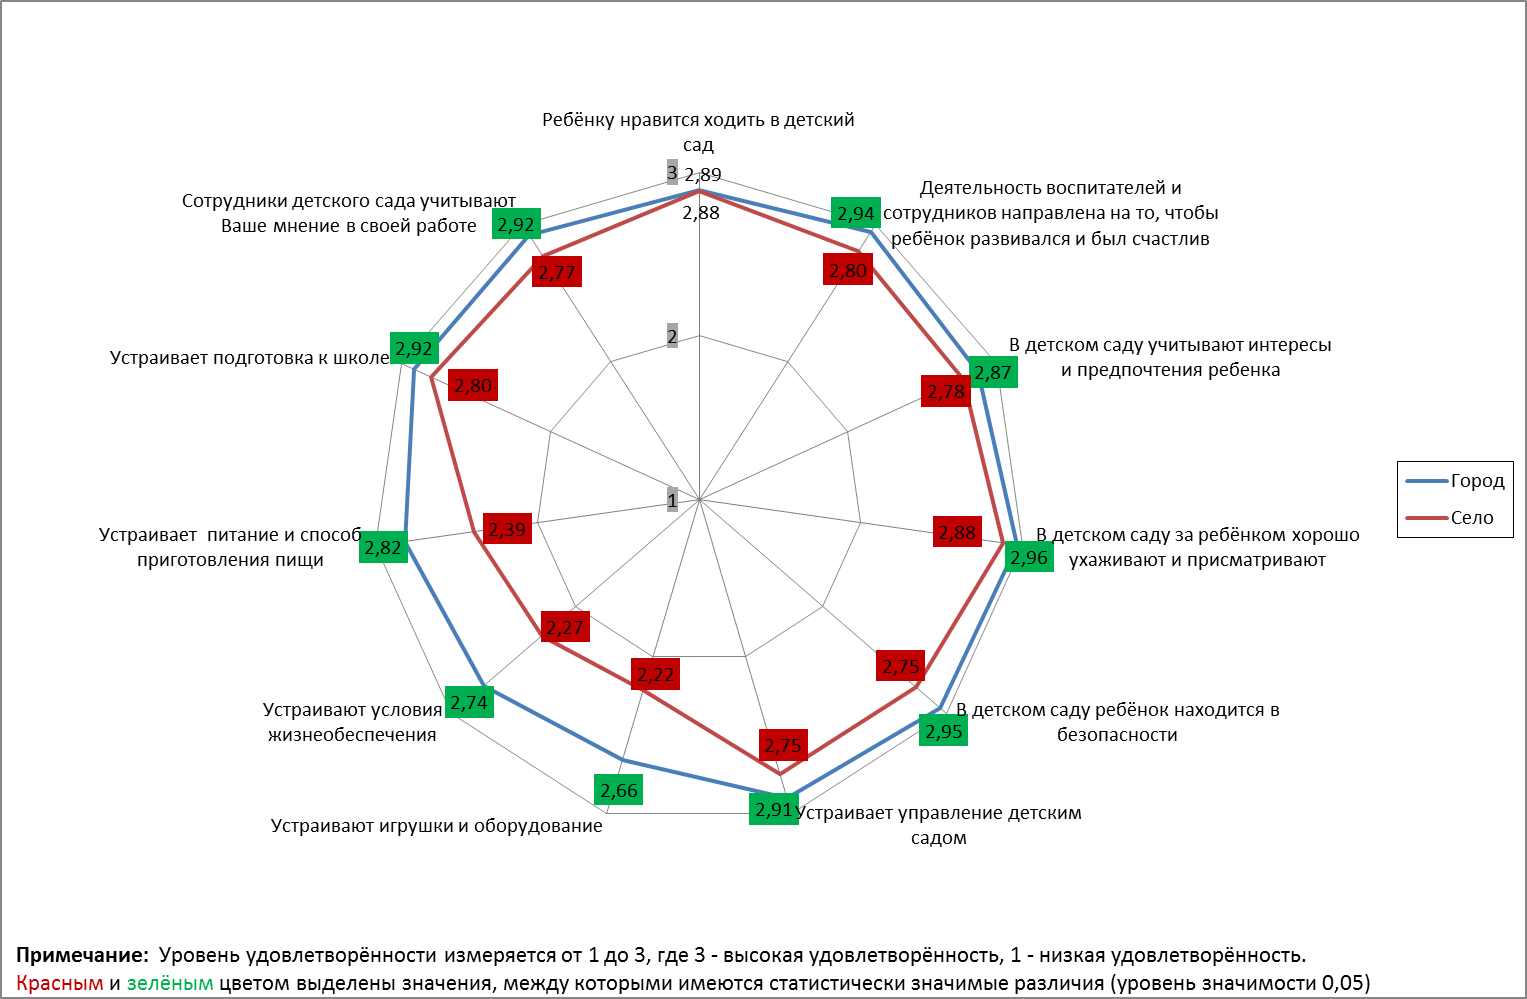 Ребёнку нравится ходить в детский
сад
3
2,89
2,88
Деятельность воспитателей и
сотрудников направлена на то, чтобы
ребёнок развивался и был счастлив
2,94
2,80
В детском саду учитывают интересы
и предпочтения ребенка
2,87
2,78
В детском саду за ребёнком хорошо
ухаживают и присматривают
2,88
2,96
В детском саду ребёнок находится в
безопасности
2,75
2,95
Устраивает управление детским
садом
2,75
2,91
Устраивают игрушки и оборудование
2,22
2,66
Устраивают условия
жизнеобеспечения
2,27
2,74
Устраивает  питание и способ
приготовления пищи
2,39
2,82
Устраивает подготовка к школе
2,92
2,80
Сотрудники детского сада учитывают
Ваше мнение в своей работе
2,92
2,77
2
1
Город
Село
Примечание:  Уровень удовлетворённости измеряется от 1 до 3, где 3 - высокая удовлетворённость, 1 - низкая удовлетворённость.
Красным и зелёным цветом выделены значения, между которыми имеются статистически значимые различия (уровень значимости 0,05)